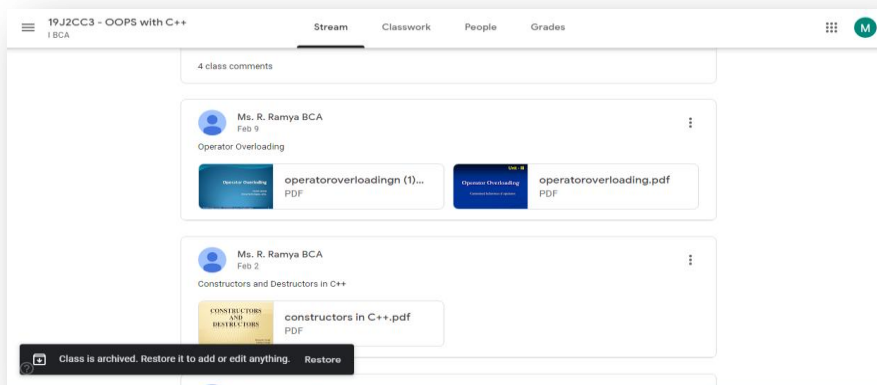 19J2CC3 - OOPS with C++
I BCA
Stream Classwork People Grades
M
4 class comments
Ms. R. Ramya BCA
Feb 9
Operator Overloading
Operator Overloading
operatoroverloadingn (1)...
PDF
Unit - III
Operator Overloading
operatoroverloading.pdf
PDF
Ms. R. Ramya BCA
Feb 2
Constructors and Destructors in C++
CONSTRUCTORS
AND
DESTRUCTORS
constructors in C++.pdf
PDF
Class is archived. Restore it to add or edit anything. Restore